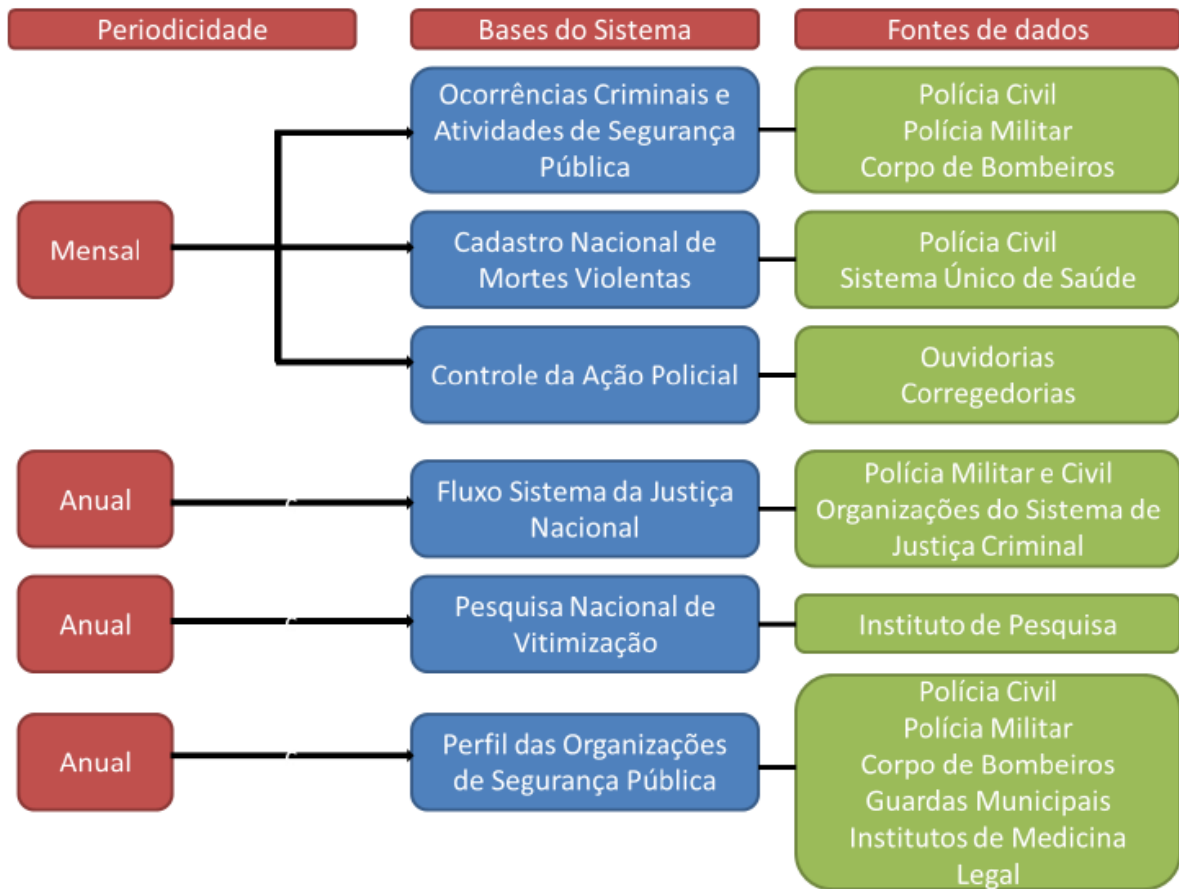 Periodicidade
Bases do Sistema
Fontes de dados
Mensal
Ocorrências Criminais e
Atividades de Segurança
Pública
Polícia Civil
Polícia Militar
Corpo de Bombeiros
Cadastro Nacional de
Mortes Violentas
Polícia Civil
Sistema Único de Saúde
Controle da Ação Policial
Ouvidorias
Corregedorias
Anual
Fluxo Sistema da Justiça
Nacional
Polícia Militar e Civil
Organizações do Sistema de
Justiça Criminal
Anual
Pesquisa Nacional de
Vitimização
Instituto de Pesquisa
Anual
Perfil das Organizações
de Segurança Pública
Polícia Civil
Polícia Militar
Corpo de Bombeiros
Guardas Municipais
Institutos de Medicina
Legal